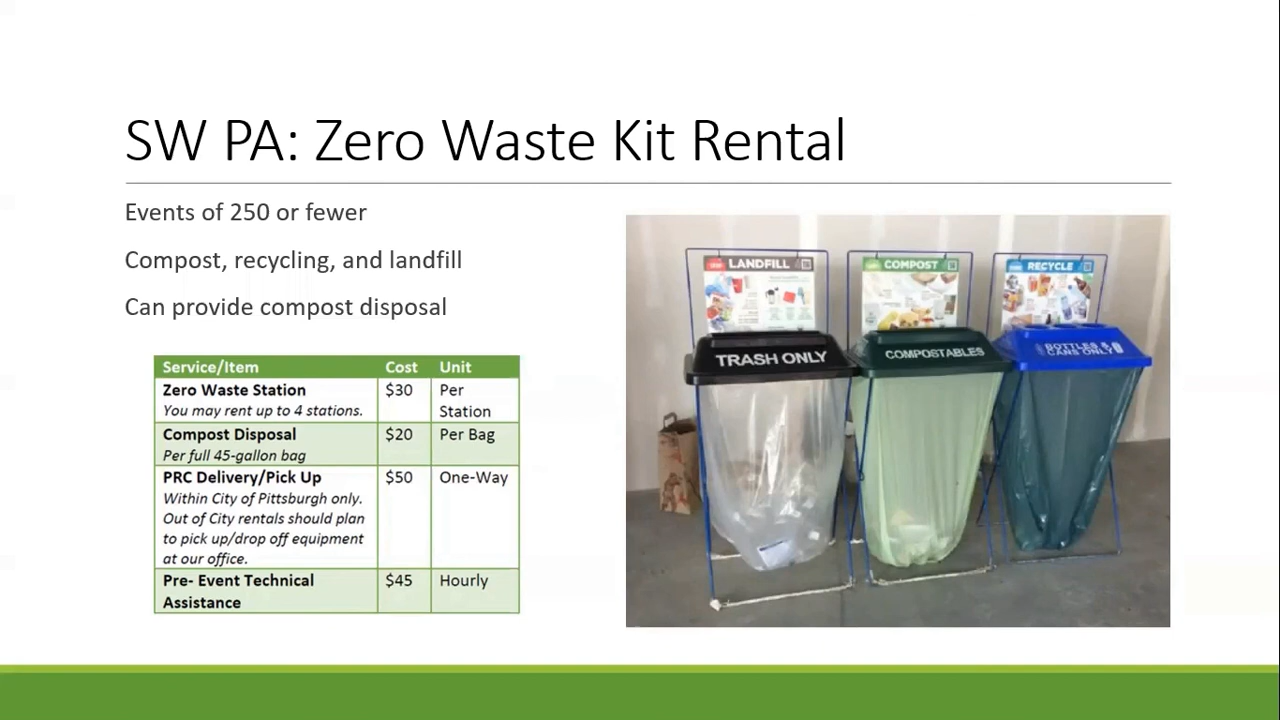 SW PA: Zero Waste Kit Rental
Events of 250 or fewer
Compost, recycling, and landfill
Can provide compost disposal
Service/Item Cost Unit
Zero Waste Station $30 Per
You may rent up to 4 stations. Station
Compost Disposal $20 Per Bag
Per full 45-gallon bag
PRC Delivery/Pick Up $50 One-Way
Within City of Pittsburgh only.
Out of City rentals should plan
to pick up/drop off equipment
at our office.
Pre- Event Technical $45 Hourly
Assistance
LANDFILL
COMPOST
RECYCLE
TRASH ONLY
COMPOSTABLES
BOTTLES &
CANS ONLY